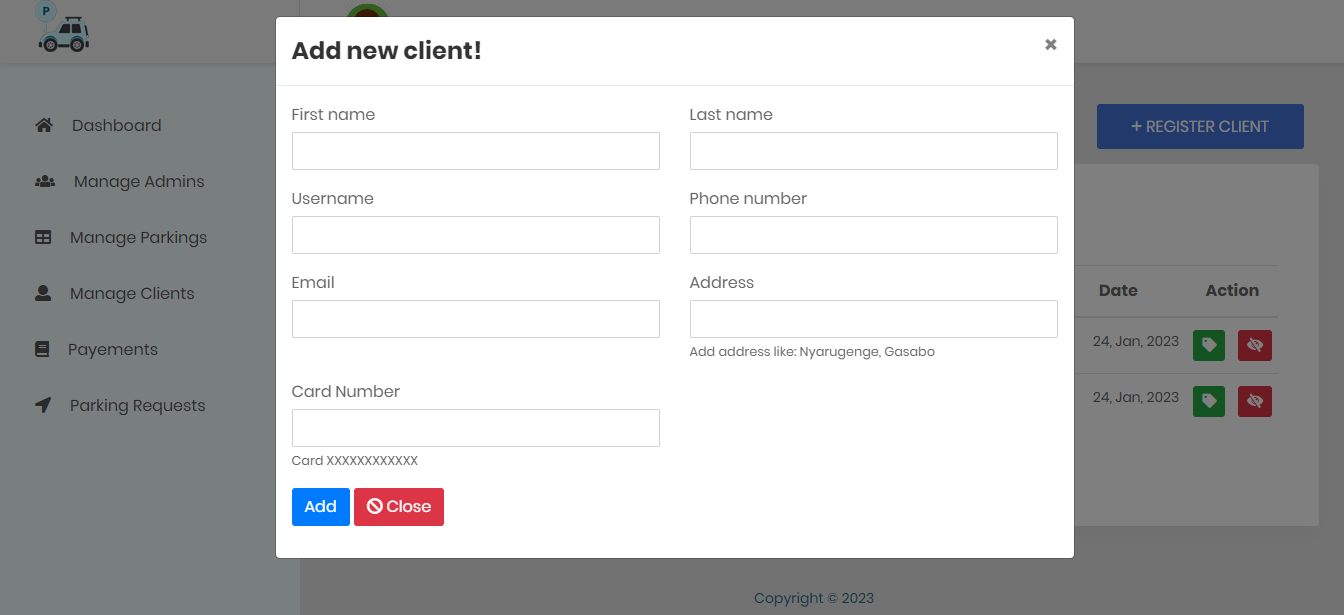 P
Add new client!
×
Dashboard
Manage Admins
Manage Parkings
Manage Clients
Payements
Parking Requests
First name
Last name
Username
Phone number
Email
Address
Add address like: Nyarugenge, Gasabo
Card Number
Card XXXXXXXXXXXX
Add
Close
+ REGISTER CLIENT
Date Action
24, Jan, 2023
24, Jan, 2023
Copyright © 2023